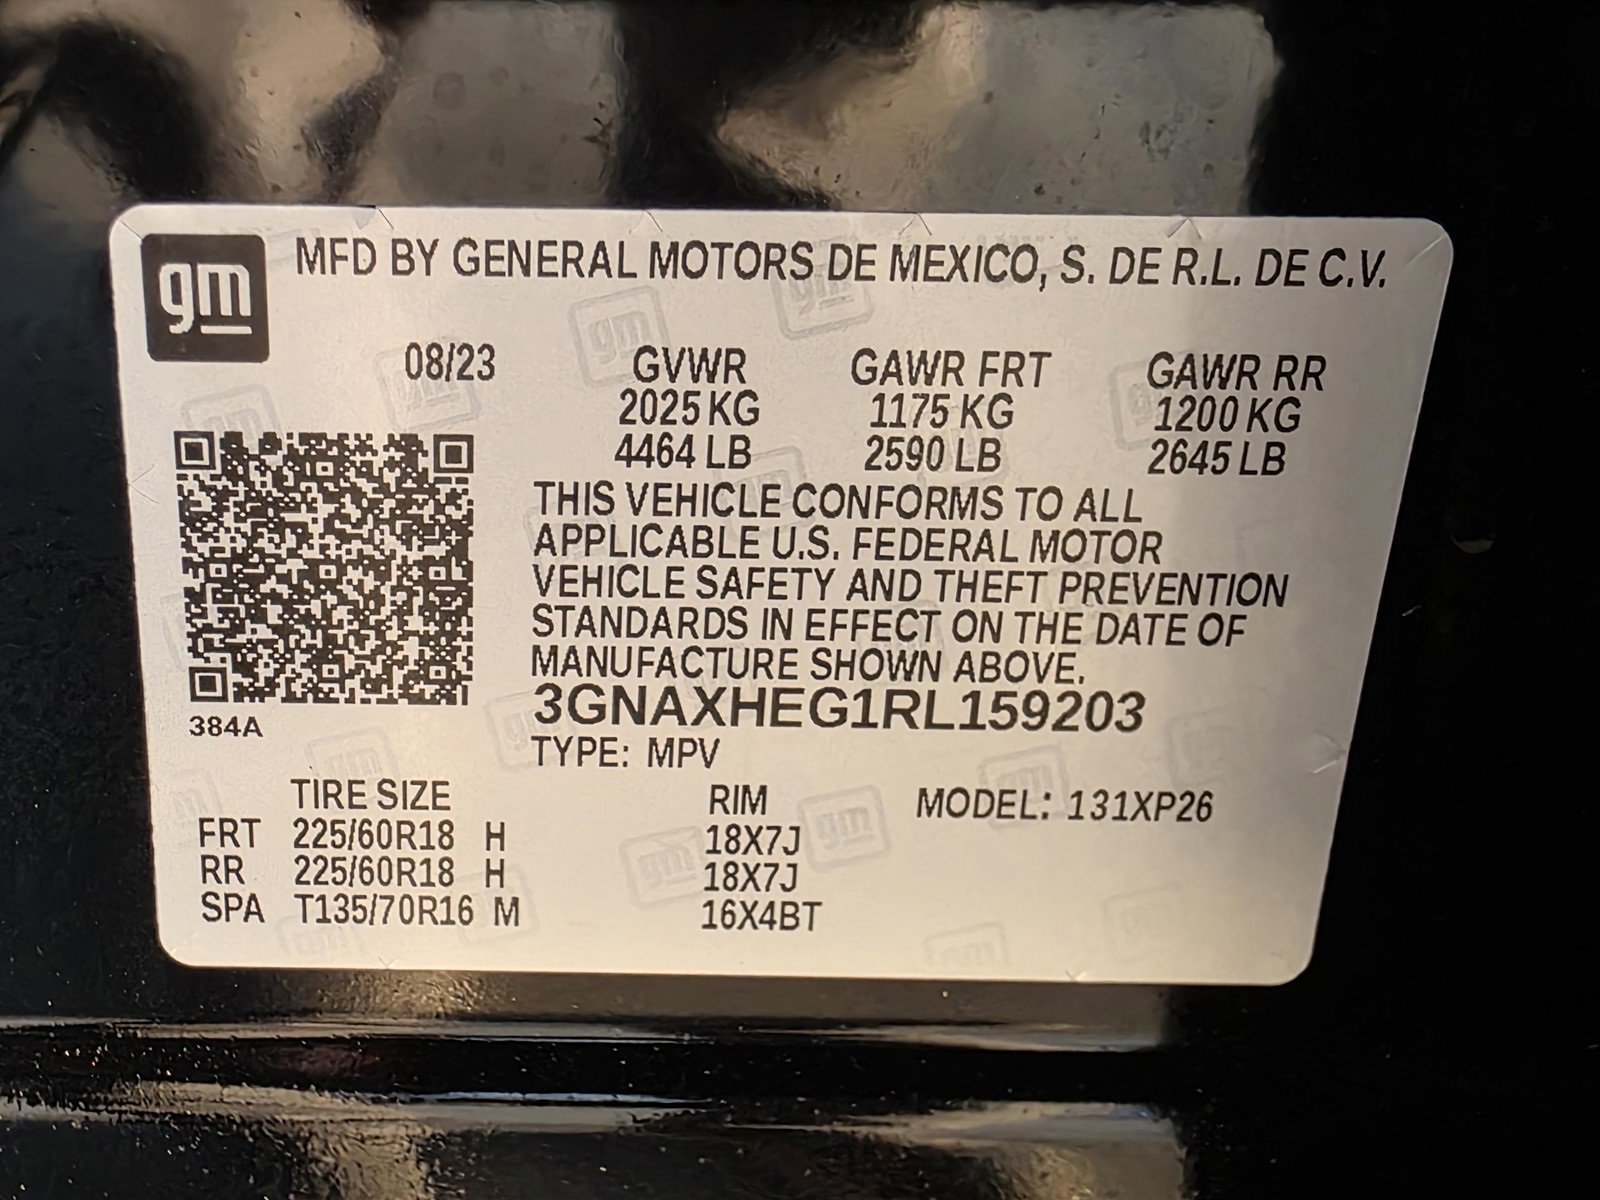 gm MFD BY GENERAL MOTORS DE MEXICO, S. DE R.L. DE C.V.
08/23 GVWR GAWR FRT GAWR RR
2025 KG 1175 KG 1200 KG
4464 LB 2590 LB 2645 LB
THIS VEHICLE CONFORMS TO ALL
APPLICABLE U.S. FEDERAL MOTOR
VEHICLE SAFETY AND THEFT PREVENTION
STANDARDS IN EFFECT ON THE DATE OF
MANUFACTURE SHOWN ABOVE.
3GNAXHEG1RL159203
384A
TYPE: MPV
TIRE SIZE RIM MODEL: 131XP26
FRT 225/60R18 H 18X7J
RR 225/60R18 H 18X7J
SPA T135/70R16 M 16X4BT